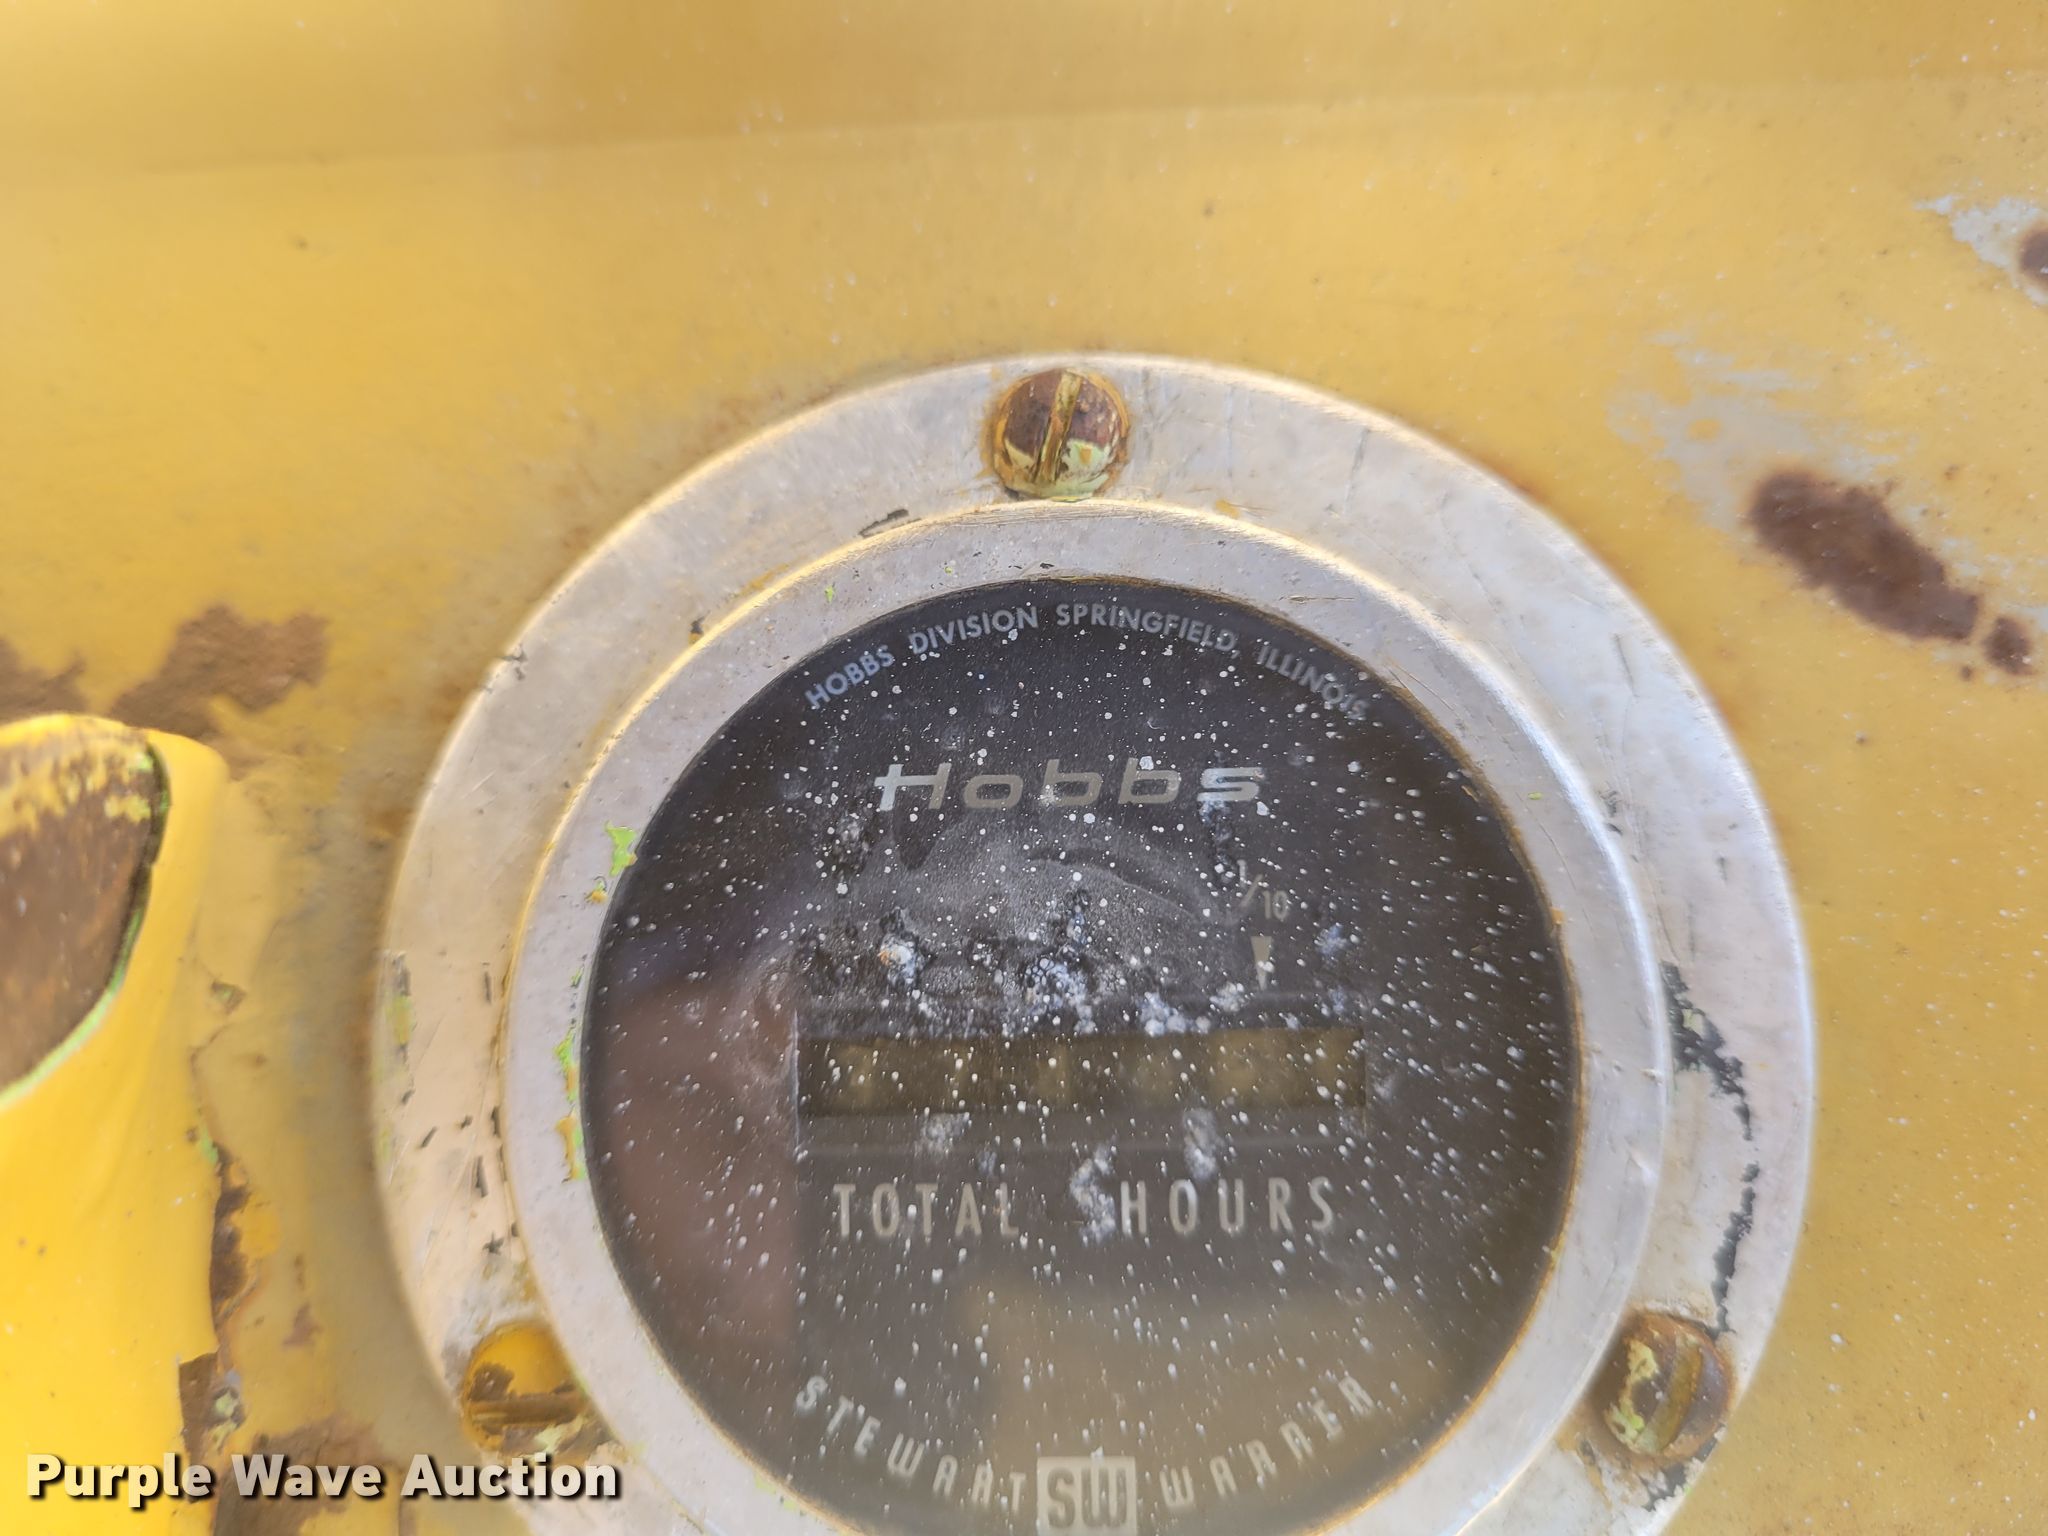 HOBBS DIVISION SPRINGFIELD, ILLINOIS
Hobbs
1/10
TOTAL HOURS
STEWART SW WARNER
Purple Wave Auction